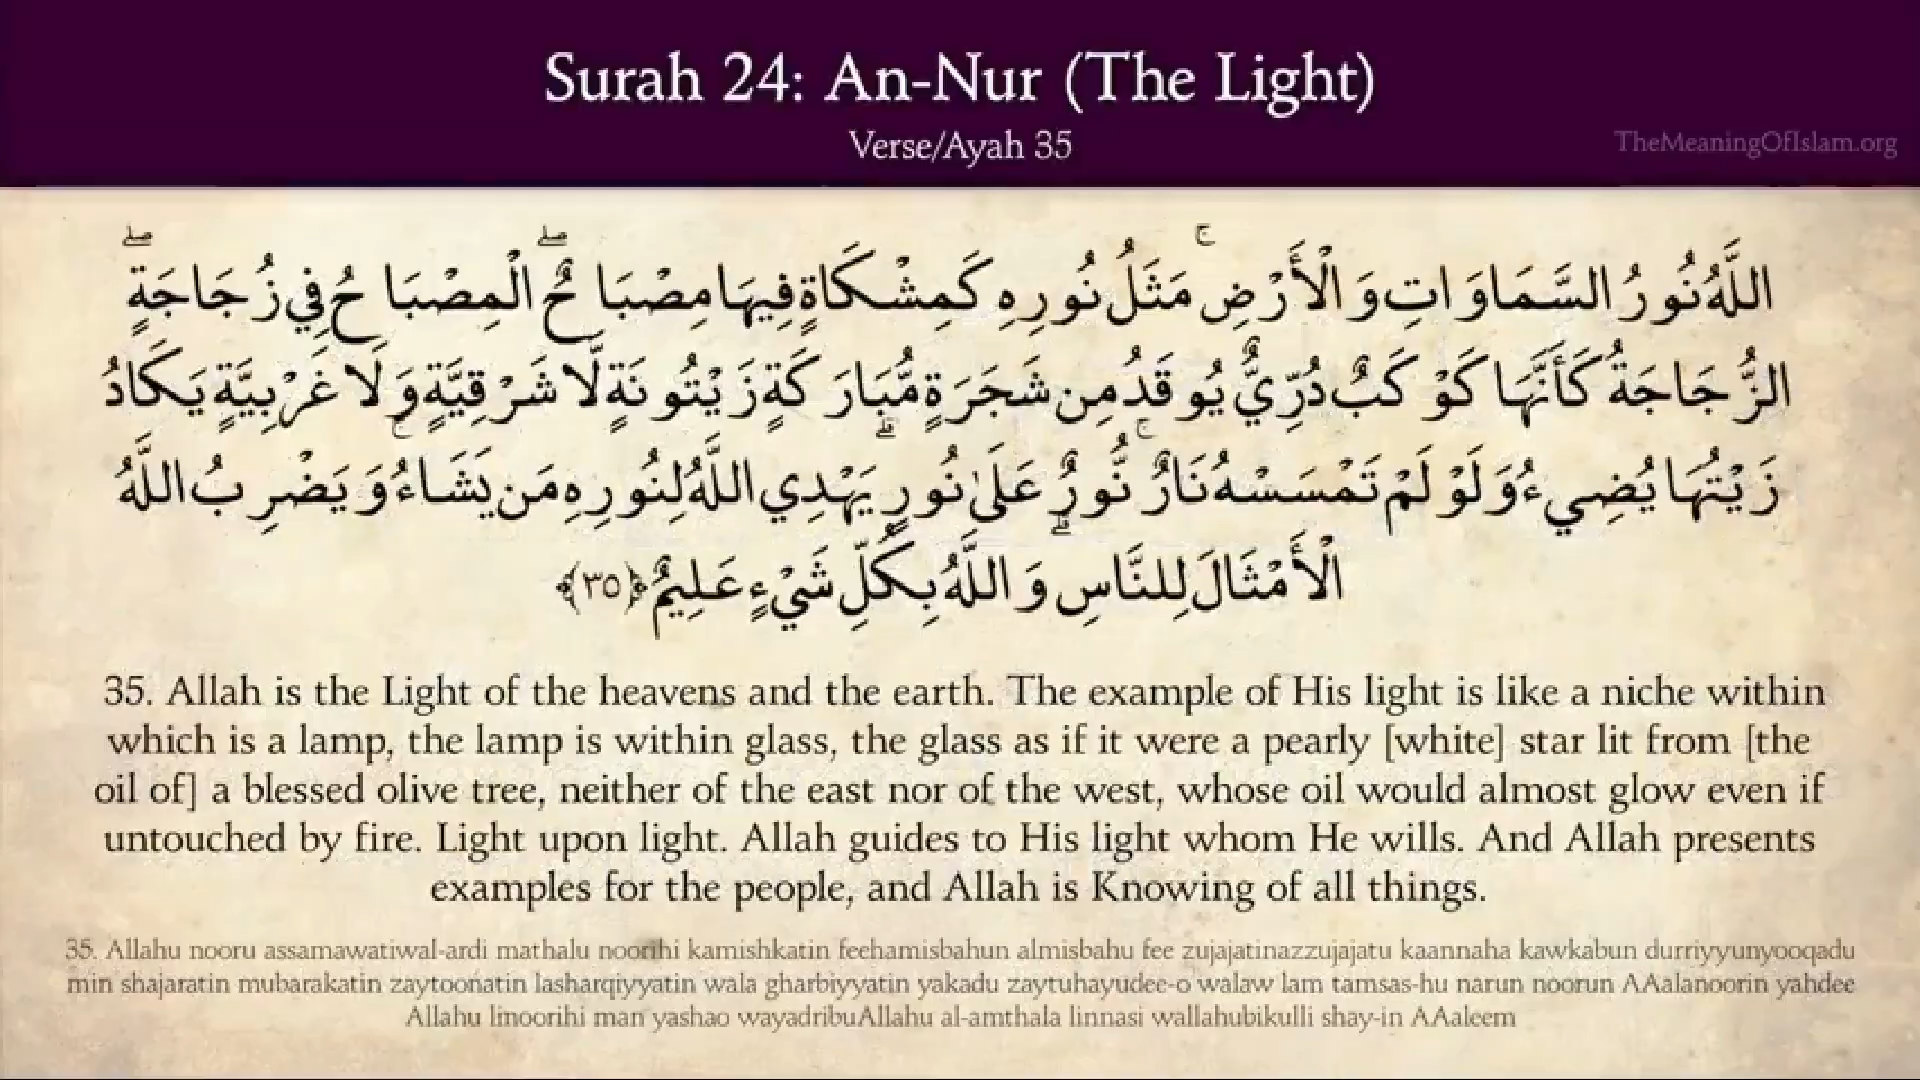 Surah 24: An-Nur (The Light)
Verse/Ayah 35
TheMeaningOfIslam.org
اللَّهُ نُورُ السَّمَاوَاتِ وَالْأَرْضِ ۚ مَثَلُ نُورِهِ كَمِشْكَاةٍ فِيهَا مِصْبَاحٌ ۖ الْمِصْبَاحُ فِي زُجَاجَةٍ ۖ
الزُّجَاجَةُ كَأَنَّهَا كَوْكَبٌ دُرِّيٌّ يُوقَدُ مِن شَجَرَةٍ مُّبَارَكَةٍ زَيْتُونَةٍ لَّا شَرْقِيَّةٍ وَلَا غَرْبِيَّةٍ يَكَادُ
زَيْتُهَا يُضِيءُ وَلَوْ لَمْ تَمْسَسْهُ نَارٌ ۚ نُّورٌ عَلَىٰ نُورٍ ۗ يَهْدِي اللَّهُ لِنُورِهِ مَن يَشَاءُ ۚ وَيَضْرِبُ اللَّهُ
الْأَمْثَالَ لِلنَّاسِ ۗ وَاللَّهُ بِكُلِّ شَيْءٍ عَلِيمٌ ﴿٣٥﴾
35. Allah is the Light of the heavens and the earth. The example of His light is like a niche within
which is a lamp, the lamp is within glass, the glass as if it were a pearly [white] star lit from [the
oil of] a blessed olive tree, neither of the east nor of the west, whose oil would almost glow even if
untouched by fire. Light upon light. Allah guides to His light whom He wills. And Allah presents
examples for the people, and Allah is Knowing of all things.
35. Allahu nooru assamawatiwal-ardi mathalu noorihi kamishkatin feehamisbahun almisbahu fee zujajatinazzujajatu kaannaha kawkabun durriyyunyooqadu
min shajaratin mubarakatin zaytoonatin lasharqiyyatin wala gharbiyyatin yakadu zaytuhayudee-o walaw lam tamsas-hu narun noorun AAalanoorin yahdee
Allahu linoorihi man yashao wayadribuAllahu al-amthala linnasi wallahubikulli shay-in AAaleem